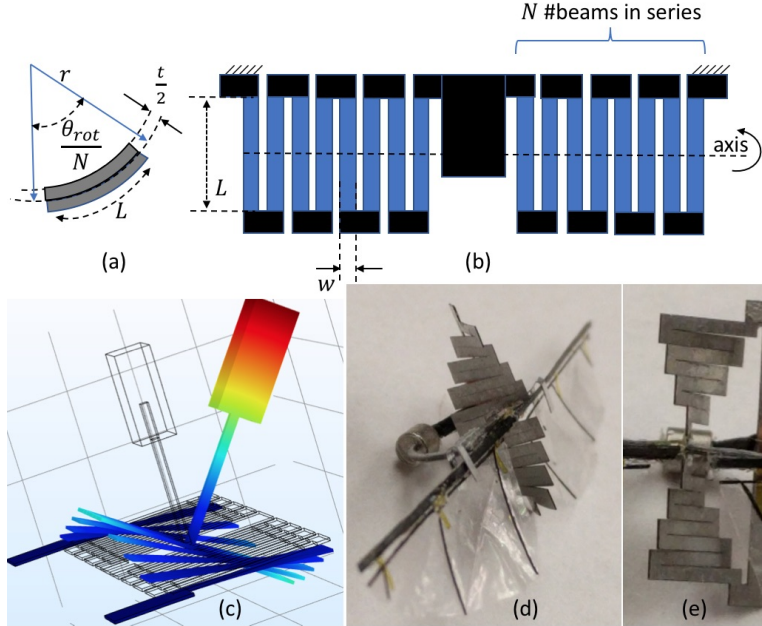 N #beams in series
r
t/2
θrot/N
L
(a)
L
axis
w
(b)
(c)
(d)
(e)